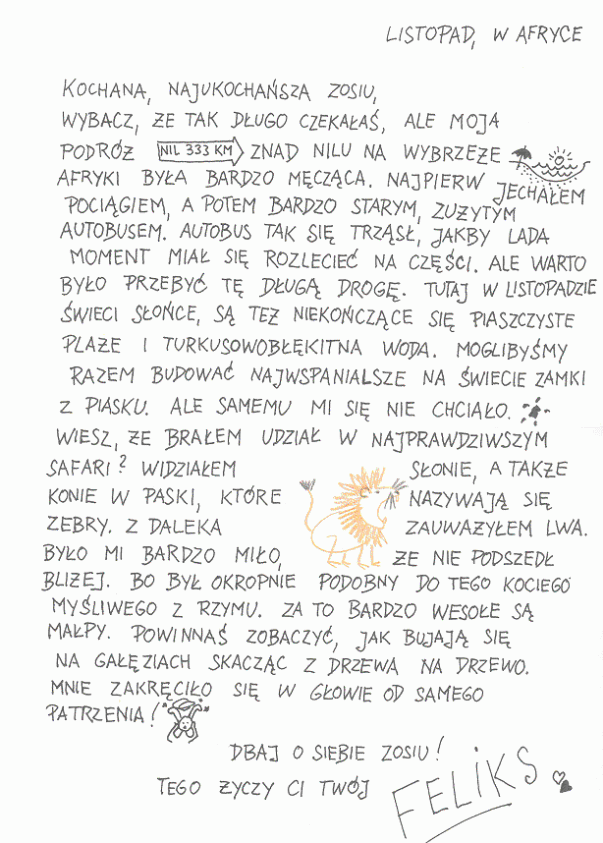 LISTOPAD, W AFRYCE
KOCHANA, NAJUKOCHAŃSZA ZOSIU,
WYBACZ, ŻE TAK DŁUGO CZEKAŁAŚ, ALE MOJA
PODRÓŻ NIL 333 KM ZNAD NILU NA WYBRZEŻE
AFRYKI BYŁA BARDZO MĘCZĄCA. NAJPIERW JECHAŁEM
POCIĄGIEM, A POTEM BARDZO STARYM, ZUŻYTYM
AUTOBUSEM. AUTOBUS TAK SIĘ TRZĄSŁ, JAKBY LADA
MOMENT MIAŁ SIĘ ROZLECIEĆ NA CZĘŚCI. ALE WARTO
BYŁO PRZEBYĆ TĘ DŁUGĄ DROGĘ. TUTAJ W LISTOPADZIE
ŚWIECI SŁOŃCE, SĄ TEŻ NIEKOŃCZĄCE SIĘ PIASZCZYSTE
PLAŻE I TURKUSOWOBŁĘKITNA WODA. MOGLIBYŚMY
RAZEM BUDOWAĆ NAJWSPANIALSZE NA ŚWIECIE ZAMKI
Z PIASKU. ALE SAMEMU MI SIĘ NIE CHCIAŁO.
WIESZ, ŻE BRAŁEM UDZIAŁ W NAJPRAWDZIWSZYM
SAFARI? WIDZIAŁEM SŁONIE, A TAKŻE
KONIE W PASKI, KTÓRE NAZYWAJĄ SIĘ
ZEBRY. Z DALEKA ZAUWAŻYŁEM LWA.
BYŁO MI BARDZO MIŁO, ŻE NIE PODSZEDŁ
BLIŻEJ. BO BYŁ OKROPNIE PODOBNY DO TEGO KOCIEGO
MYŚLIWEGO Z RZYMU. ZA TO BARDZO WESOŁE SĄ
MAŁPY. POWINNAŚ ZOBACZYĆ, JAK BUJAJĄ SIĘ
NA GAŁĘZIACH SKACZĄC Z DRZEWA NA DRZEWO.
MNIE ZAKRĘCIŁO SIĘ W GŁOWIE OD SAMEGO
PATRZENIA!
DBAJ O SIEBIE ZOSIU!
TEGO ŻYCZY CI TWÓJ FELIKS